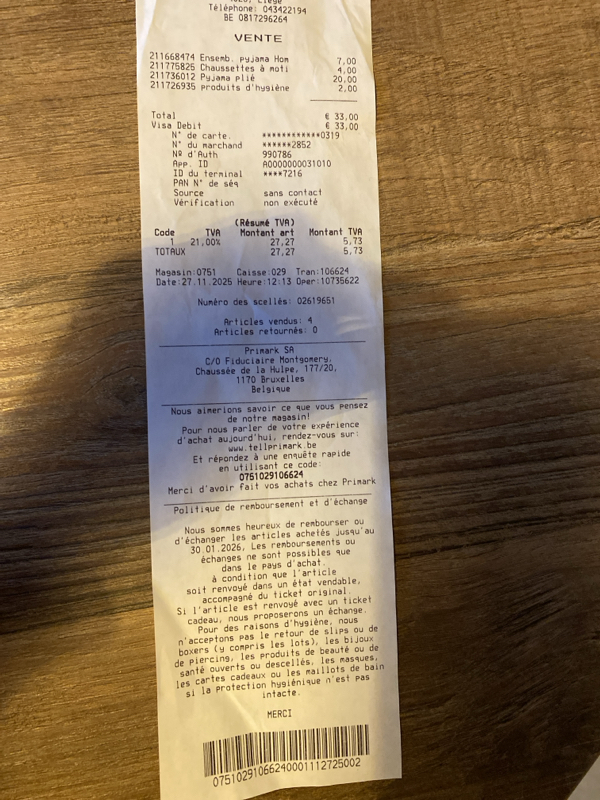 Liège
Téléphone: 043422194
BE 0817296264
VENTE
211668474 Ensemb. pyjama Hom 7,00
211775825 Chaussettes à moti 4,00
211736012 Pyjama plié 20,00
211726935 produits d'hygiène 2,00
Total € 33,00
Visa Debit € 33,00
N° de carte. ************0319
N° du marchand ******2852
Nº d'Auth 990786
App. ID A0000000031010
ID du terminal ****7216
PAN N° de séq
Source sans contact
Vérification non exécuté
(Résumé TVA)
Code TVA Montant art Montant TVA
1 21,00% 27,27 5,73
TOTAUX 27,27 5,73
Magasin:0751 Caisse:029 Tran:106624
Date:27.11.2025 Heure:12:13 Oper:10735622
Numéro des scellés: 02619651
Articles vendus: 4
Articles retournés: 0
Primark SA
C/O Fiduciaire Montgomery,
Chaussée de la Hulpe, 177/20,
1170 Bruxelles
Belgique
Nous aimerions savoir ce que vous pensez
de notre magasin!
Pour nous parler de votre expérience
d'achat aujourd'hui, rendez-vous sur:
www.tellprimark.be
Et répondez à une enquête rapide
en utilisant ce code:
0751029106624
Merci d'avoir fait vos achats chez Primark
Politique de remboursement et d'échange
Nous sommes heureux de rembourser ou
d'échanger les articles achetés jusqu'au
30.01.2026, Les remboursements ou
échanges ne sont possibles que
dans le pays d'achat.
à condition que l'article
soit renvoyé dans un état vendable,
accompagné du ticket original.
Si l'article est renvoyé avec un ticket
cadeau, nous proposerons un échange.
Pour des raisons d'hygiène, nous
n'acceptons pas le retour de slips ou de
boxers (y compris les lots), les bijoux
de piercing, les produits de beauté ou de
santé ouverts ou descellés, les masques,
les cartes cadeaux ou les maillots de bain
si la protection hygiénique n'est pas
intacte.
MERCI
07510291066240001112725002